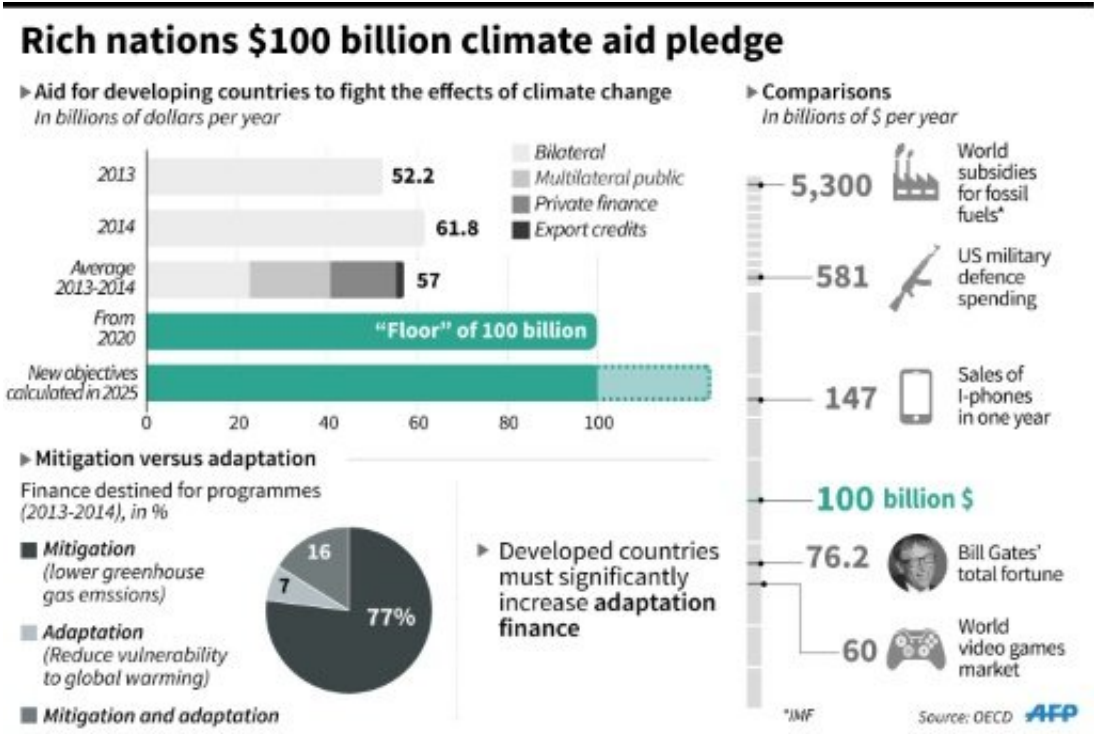 Rich nations $100 billion climate aid pledge
Aid for developing countries to fight the effects of climate change
In billions of dollars per year
Bilateral
Multilateral public
Private finance
Export credits
2013
52.2
2014
61.8
Average
2013-2014
57
From
2020
“Floor” of 100 billion
New objectives
calculated in 2025
0 20 40 60 80 100
Mitigation versus adaptation
Finance destined for programmes
(2013-2014), in %
Mitigation
(lower greenhouse
gas emssions)
Adaptation
(Reduce vulnerability
to global warming)
Mitigation and adaptation
16
7
77%
Developed countries
must significantly
increase adaptation
finance
Comparisons
In billions of $ per year
5,300
World
subsidies
for fossil
fuels*
581
US military
defence
spending
147
Sales of
I-phones
in one year
100 billion $
76.2
Bill Gates’
total fortune
60
World
video games
market
*IMF
Source: OECD AFP